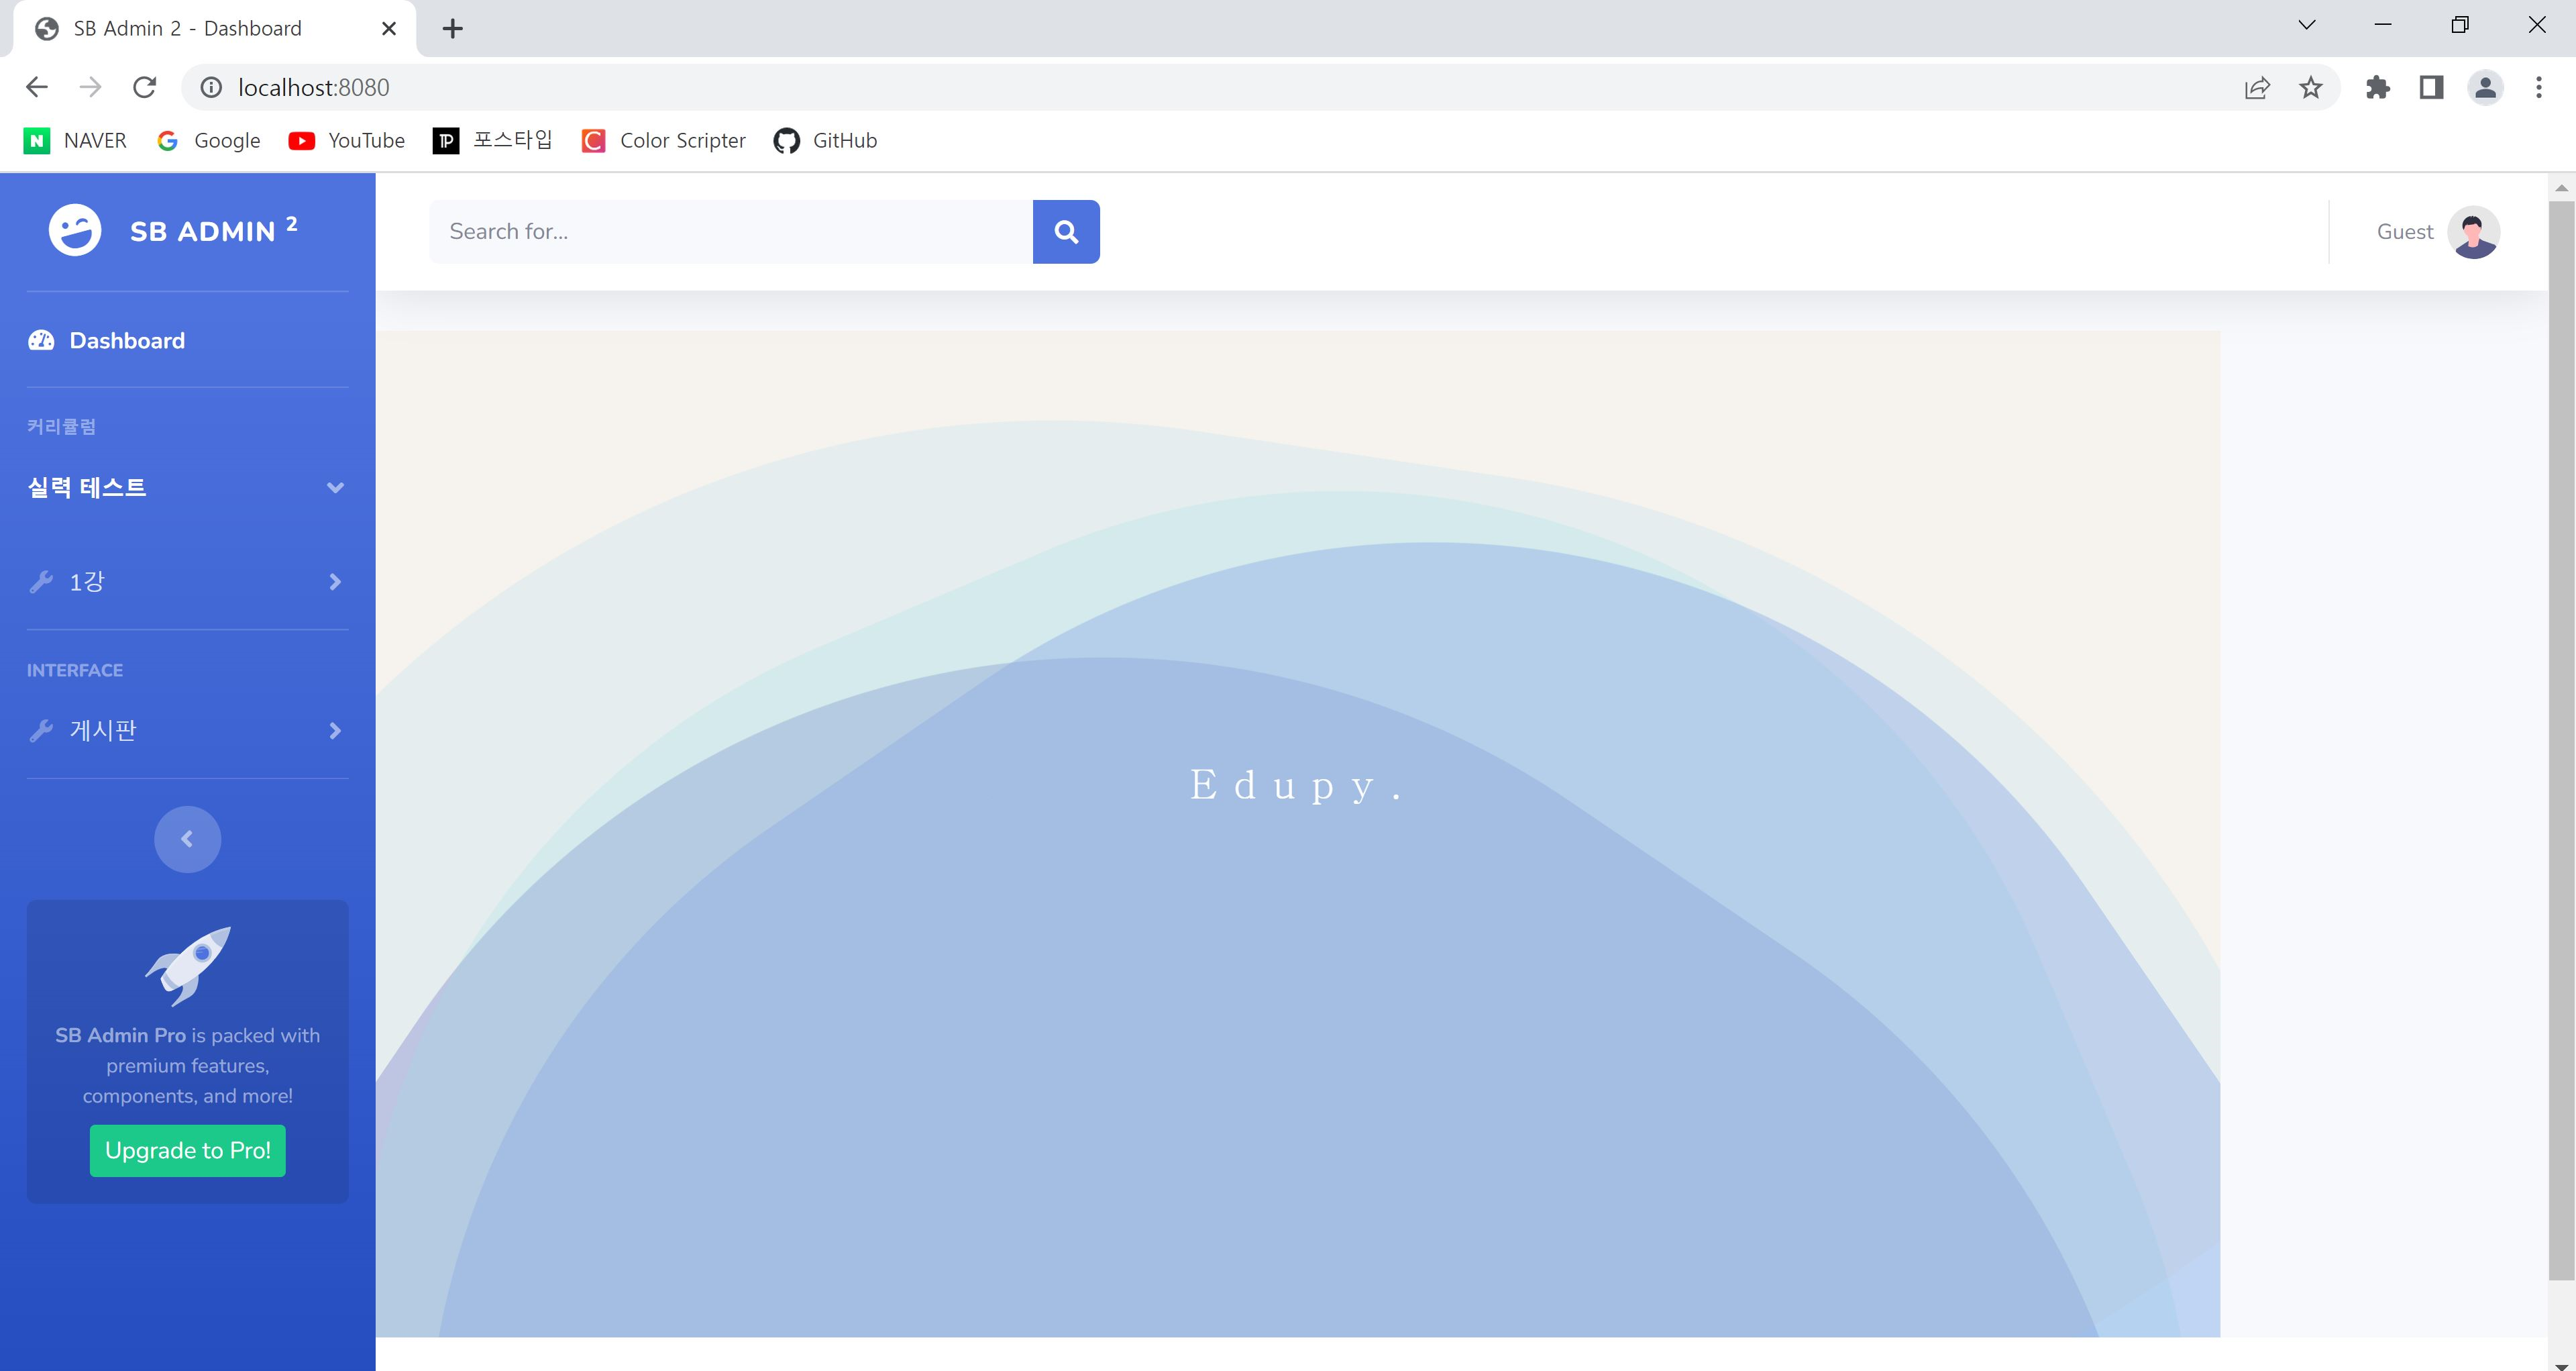 SB Admin 2 - Dashboard
localhost:8080
NAVER
Google
YouTube
포스타입
Color Scripter
GitHub
SB ADMIN 2
Search for...
Guest
Dashboard
커리큘럼
실력 테스트
1강
INTERFACE
게시판
Edupy.
SB Admin Pro is packed with
premium features,
components, and more!
Upgrade to Pro!